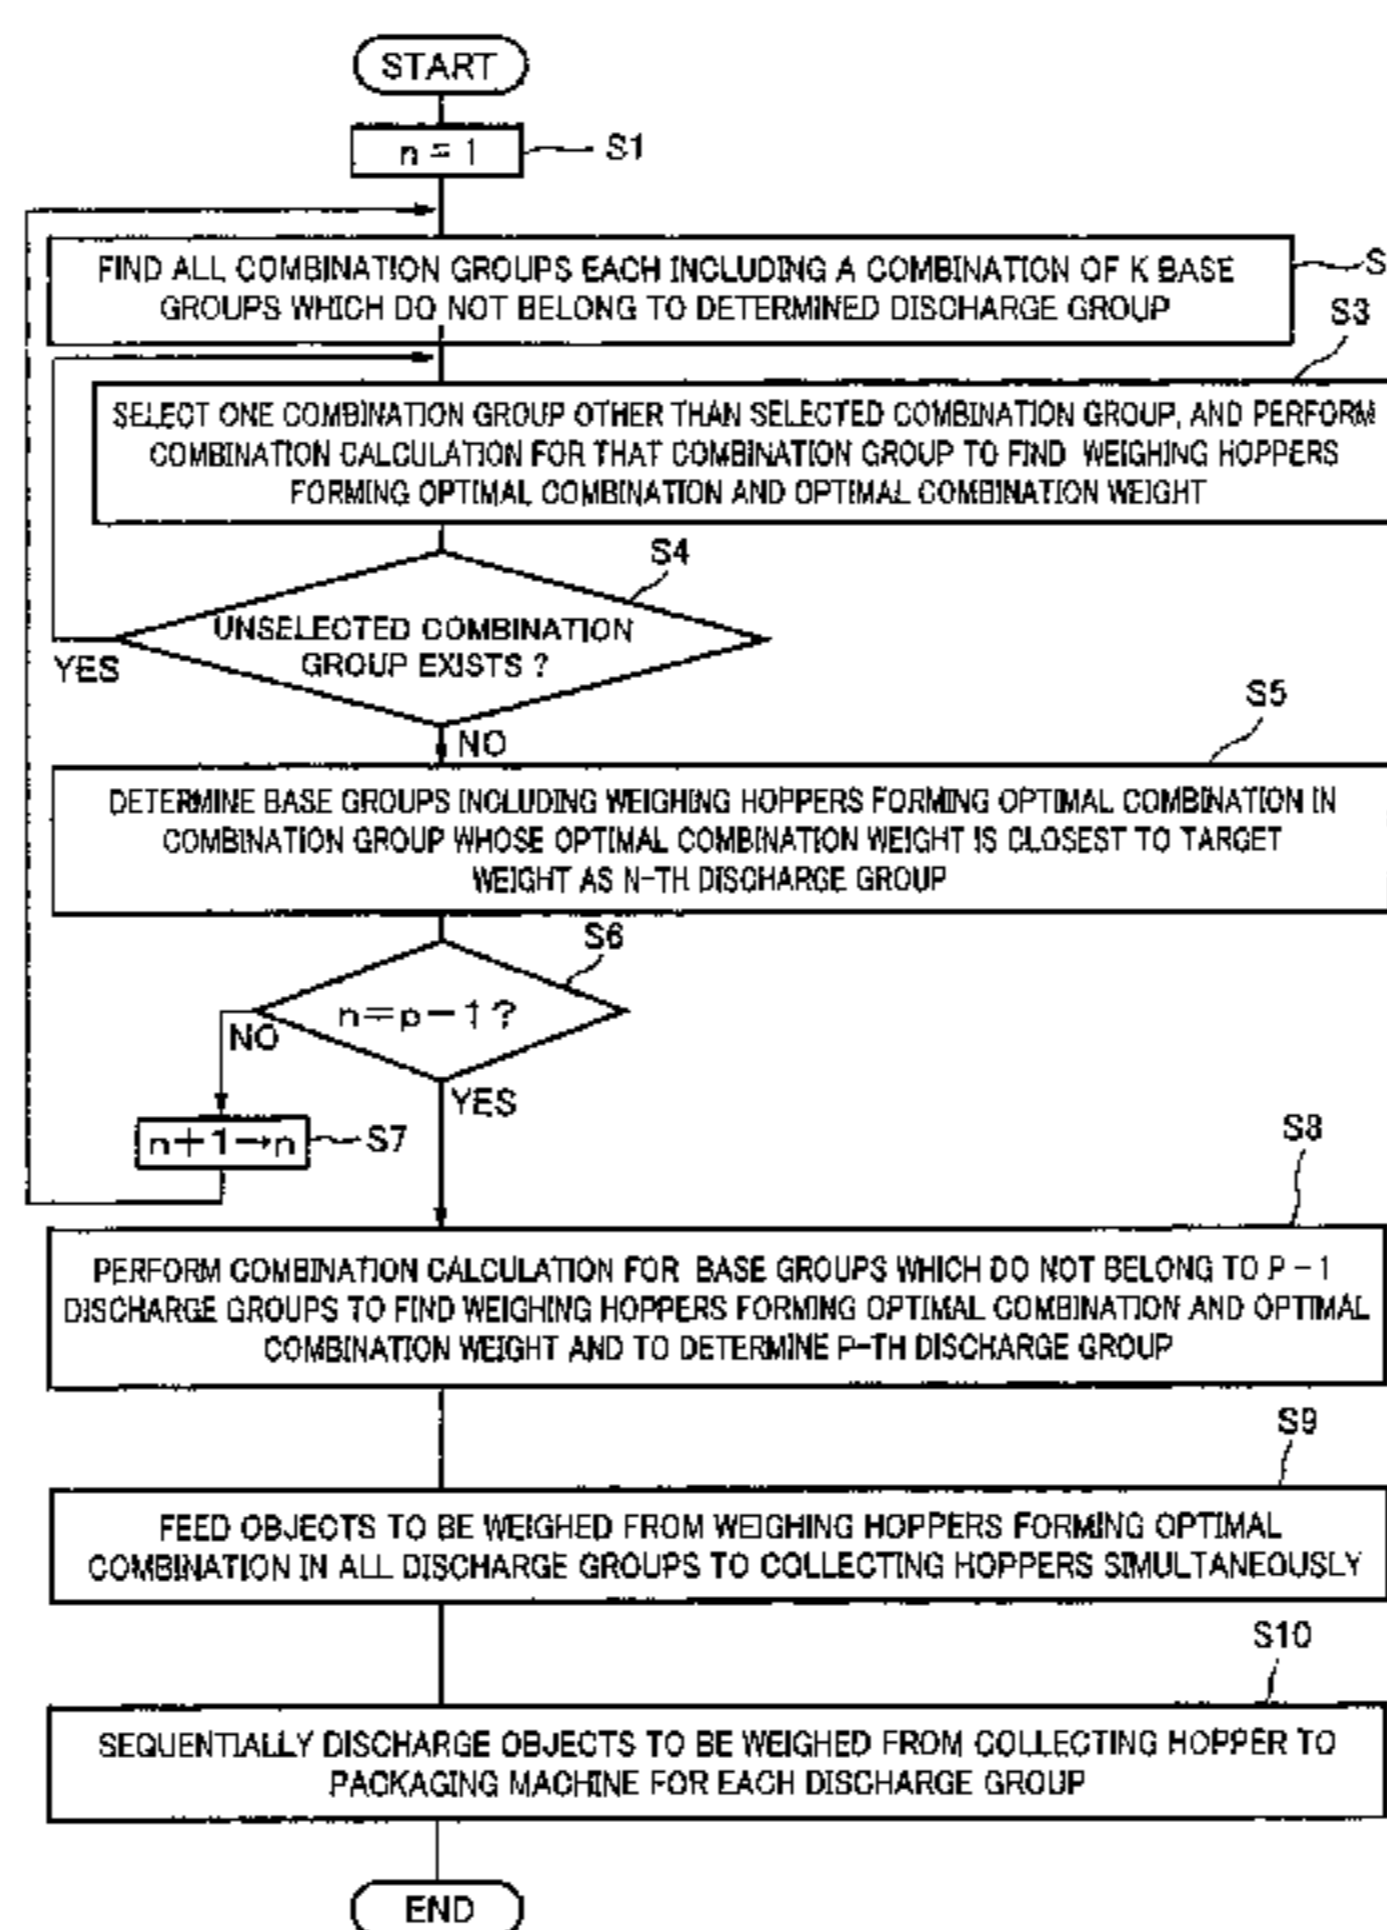 START
n = 1
S1
FIND ALL COMBINATION GROUPS EACH INCLUDING A COMBINATION OF K BASE
GROUPS WHICH DO NOT BELONG TO DETERMINED DISCHARGE GROUP
S
S3
SELECT ONE COMBINATION GROUP OTHER THAN SELECTED COMBINATION GROUP, AND PERFORM
COMBINATION CALCULATION FOR THAT COMBINATION GROUP TO FIND WEIGHING HOPPERS
FORMING OPTIMAL COMBINATION AND OPTIMAL COMBINATION WEIGHT
S4
UNSELECTED COMBINATION
GROUP EXISTS ?
YES
NO
S5
DETERMINE BASE GROUPS INCLUDING WEIGHING HOPPERS FORMING OPTIMAL COMBINATION IN
COMBINATION GROUP WHOSE OPTIMAL COMBINATION WEIGHT IS CLOSEST TO TARGET
WEIGHT AS N-TH DISCHARGE GROUP
S6
n=p-1?
NO
YES
n+1→n
S7
S8
PERFORM COMBINATION CALCULATION FOR BASE GROUPS WHICH DO NOT BELONG TO P-1
DISCHARGE GROUPS TO FIND WEIGHING HOPPERS FORMING OPTIMAL COMBINATION AND OPTIMAL
COMBINATION WEIGHT AND TO DETERMINE P-TH DISCHARGE GROUP
S9
FEED OBJECTS TO BE WEIGHED FROM WEIGHING HOPPERS FORMING OPTIMAL
COMBINATION IN ALL DISCHARGE GROUPS TO COLLECTING HOPPERS SIMULTANEOUSLY
S10
SEQUENTIALLY DISCHARGE OBJECTS TO BE WEIGHED FROM COLLECTING HOPPER TO
PACKAGING MACHINE FOR EACH DISCHARGE GROUP
END